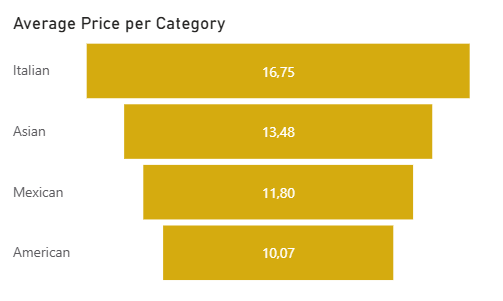 Average Price per Category
Italian 16,75
Asian 13,48
Mexican 11,80
American 10,07